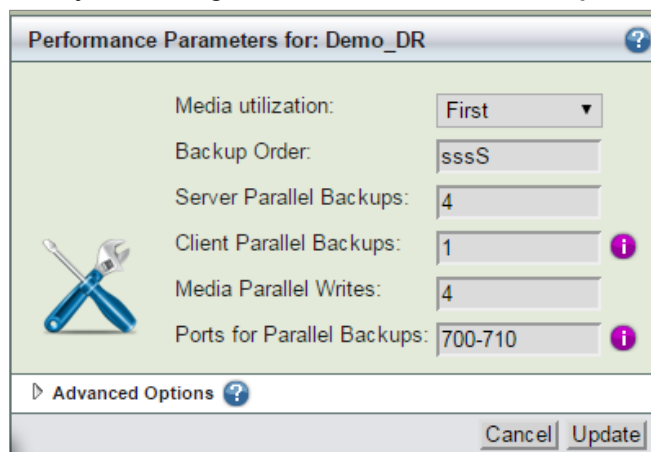 Performance Parameters for: Demo_DR ?
Media utilization: First
Backup Order: sssS
Server Parallel Backups: 4
Client Parallel Backups: 1 i
Media Parallel Writes: 4
Ports for Parallel Backups: 700-710 i
Advanced Options ?
Cancel Update